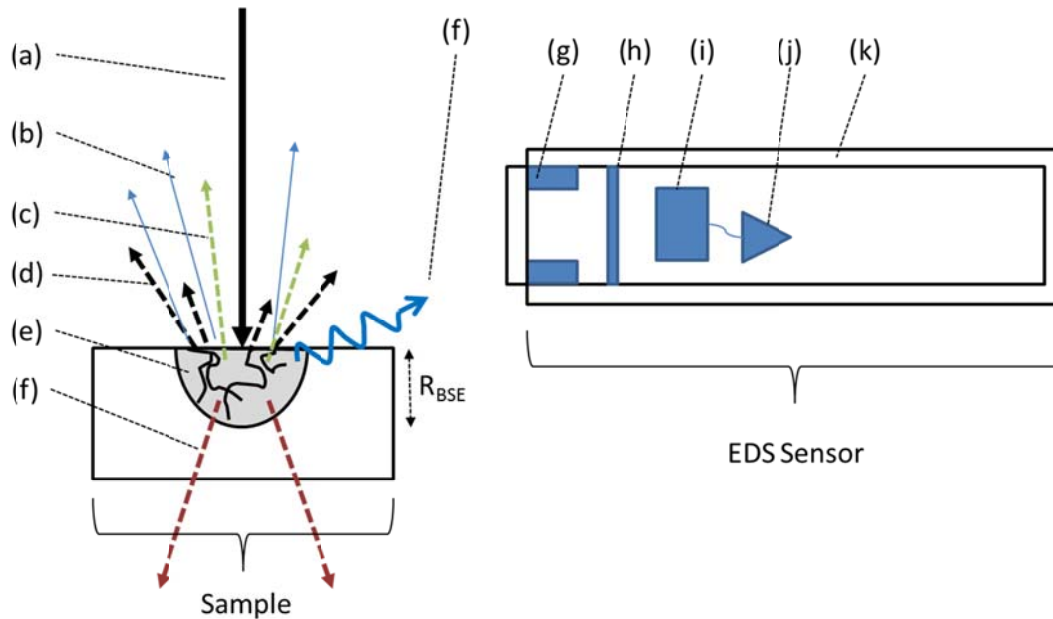 (a)
(b)
(c)
(d)
(e)
(f)
(f)
R_BSE
Sample
(g) (h) (i) (j) (k)
EDS Sensor